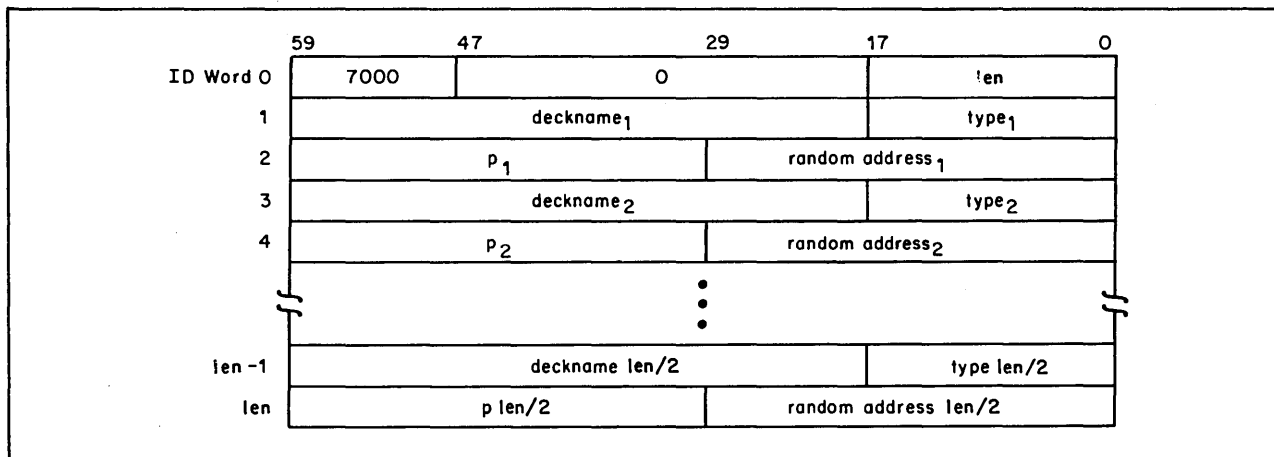 59 47 29 17 0
ID Word 0 7000 0 len
1 deckname1 type1
2 p1 random address1
3 deckname2 type2
4 p2 random address2
len-1 deckname len/2 type len/2
len p len/2 random address len/2